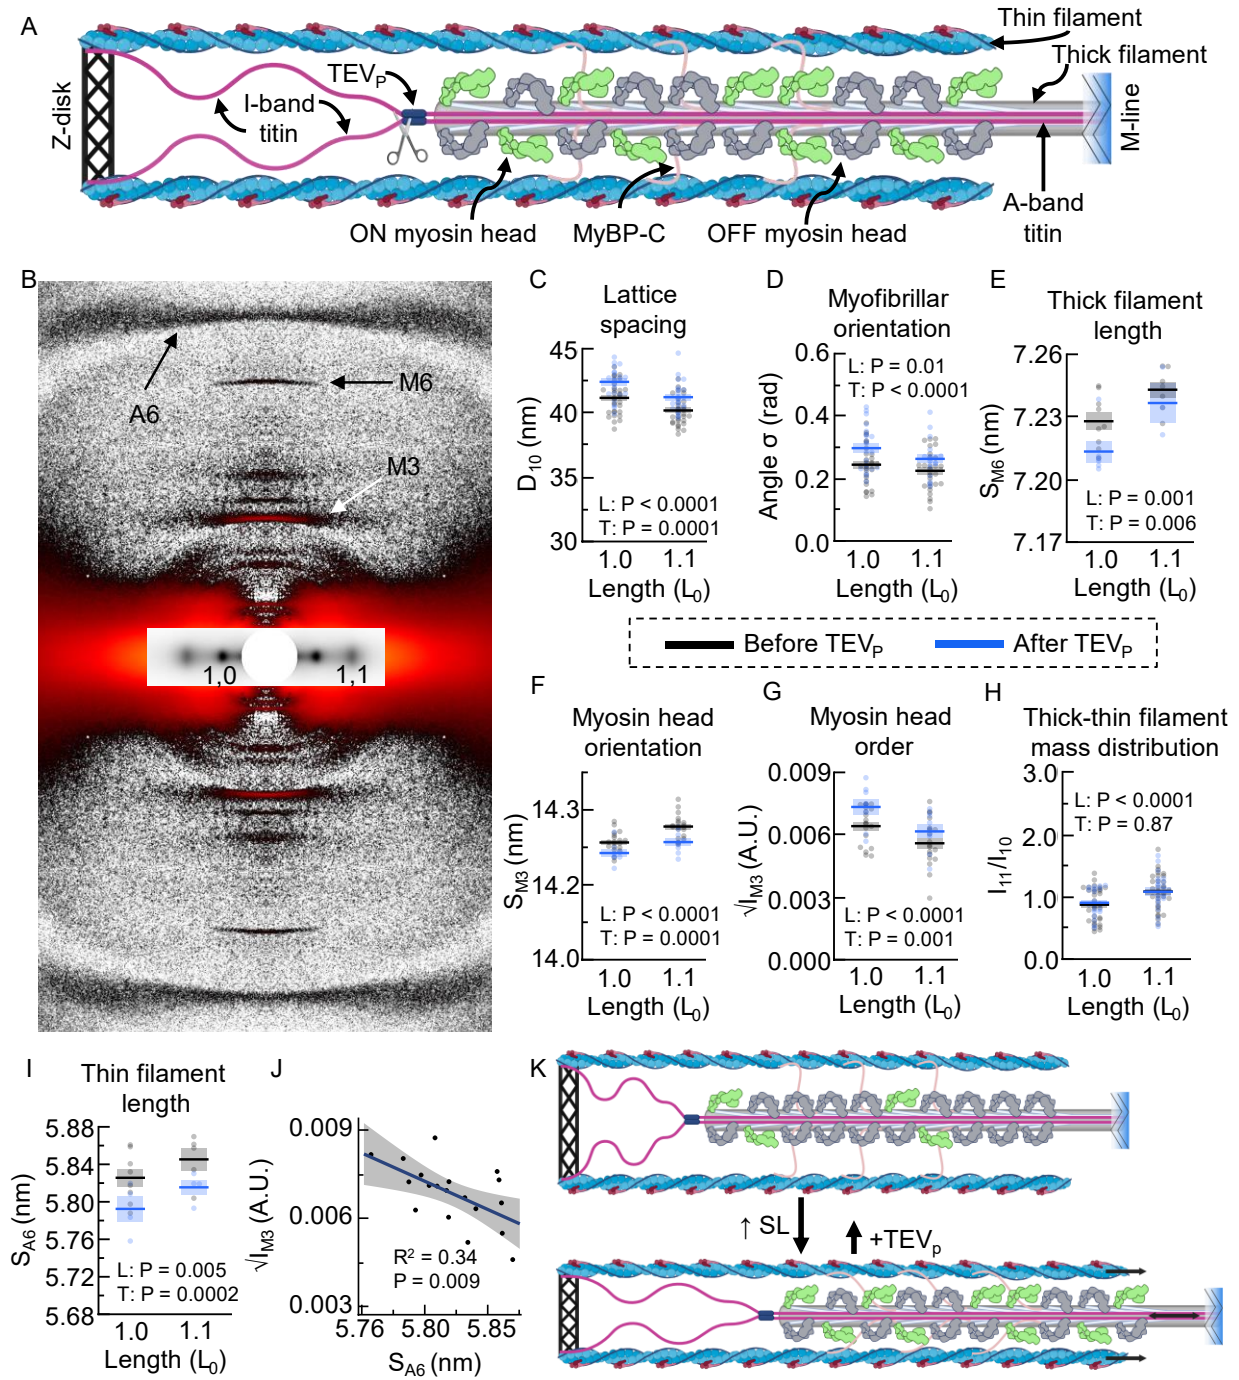 A
Thin filament
Thick filament
TEVP
I-band
titin
Z-disk
M-line
ON myosin head
MyBP-C
OFF myosin head
A-band
titin
B
A6
M6
M3
1,0
1,1
C
Lattice
spacing
D10 (nm)
45
40
35
30
L: P < 0.0001
T: P = 0.0001
1.0 1.1
Length (L0)
D
Myofibrillar
orientation
Angle σ (rad)
0.6
0.4
0.2
0.0
L: P = 0.01
T: P < 0.0001
1.0 1.1
Length (L0)
E
Thick filament
length
SM6 (nm)
7.26
7.23
7.20
7.17
L: P = 0.001
T: P = 0.006
1.0 1.1
Length (L0)
Before TEVP
After TEVP
F
Myosin head
orientation
SM3 (nm)
14.3
14.2
14.0
L: P < 0.0001
T: P = 0.0001
1.0 1.1
Length (L0)
G
Myosin head
order
√IM3 (A.U.)
0.009
0.006
0.003
0.000
L: P < 0.0001
T: P = 0.001
1.0 1.1
Length (L0)
H
Thick-thin filament
mass distribution
I11/I10
3.0
2.0
1.0
0.0
L: P < 0.0001
T: P = 0.87
1.0 1.1
Length (L0)
I
Thin filament
length
SA6 (nm)
5.88
5.84
5.80
5.76
5.72
5.68
L: P = 0.005
T: P = 0.0002
1.0 1.1
Length (L0)
J
√IM3 (A.U.)
0.009
0.006
0.003
R² = 0.34
P = 0.009
5.76 5.80 5.85
SA6 (nm)
K
↑ SL
+TEVp